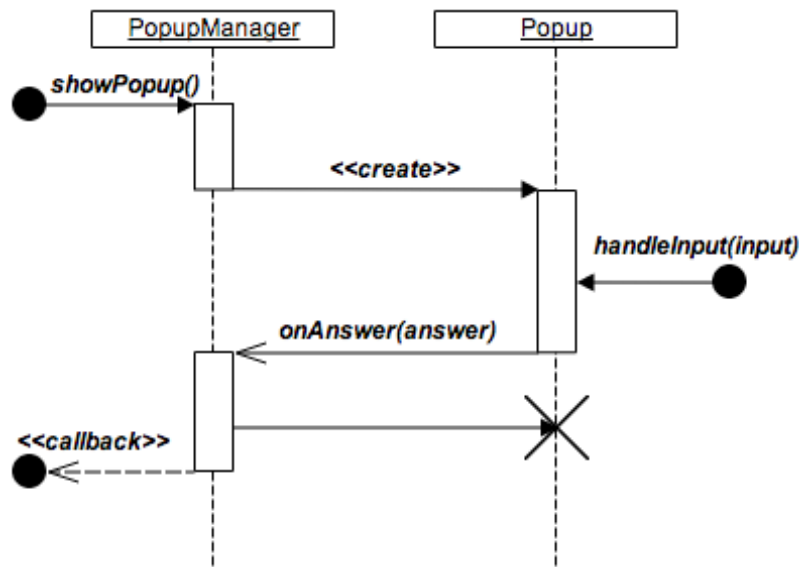 PopupManager
Popup
showPopup()
<<create>>
handleInput(input)
onAnswer(answer)
<<callback>>